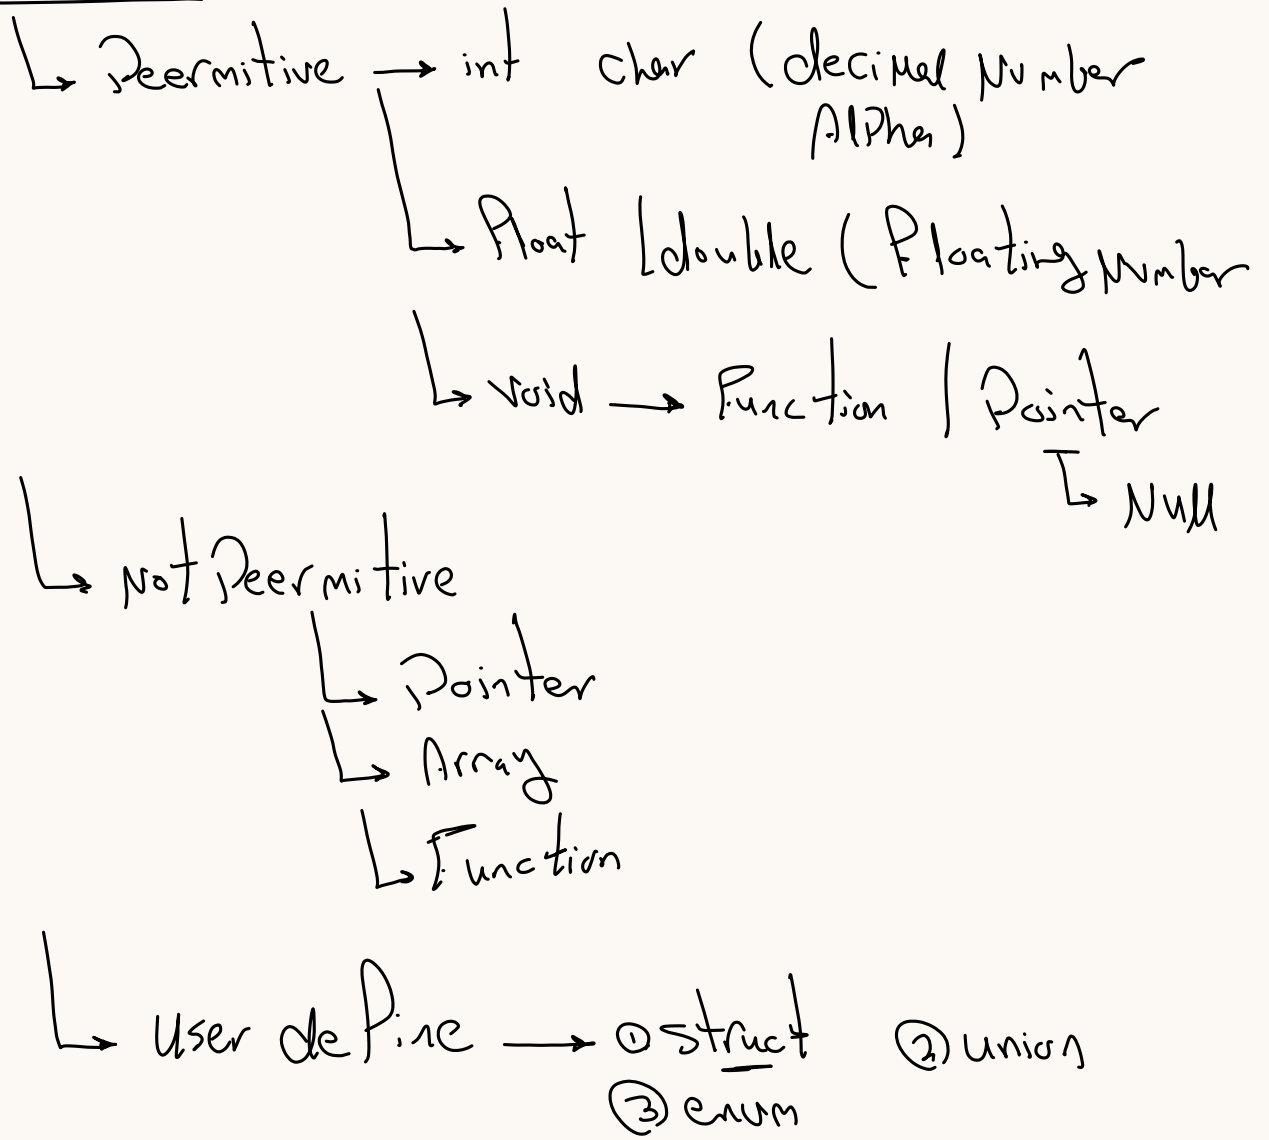 Peermitive → int char (decimal Number
Alpha)
Float | double (Floating Number
void → Function | Pointer
Null
Not Peermitive
Pointer
Array
Function
user define → ① struct ② union
③ enum